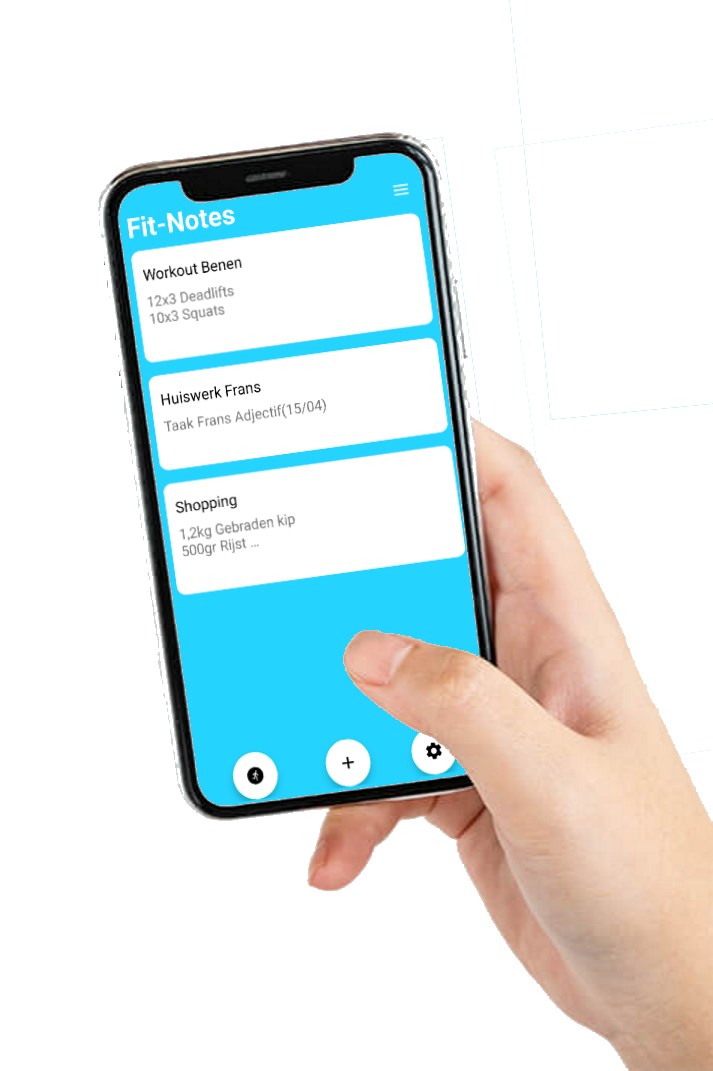 Fit-Notes
Workout Benen
12x3 Deadlifts
10x3 Squats
Huiswerk Frans
Taak Frans Adjectif(15/04)
Shopping
1,2kg Gebraden kip
500gr Rijst ...